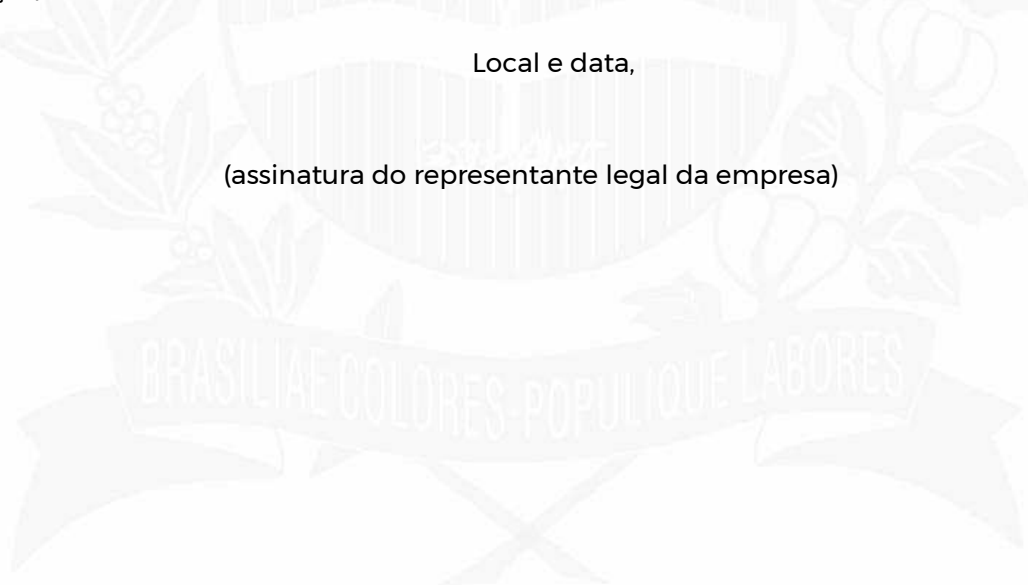 Local e data,
(assinatura do representante legal da empresa)
BRASILIAE COLORES POPULIQUE LABORES